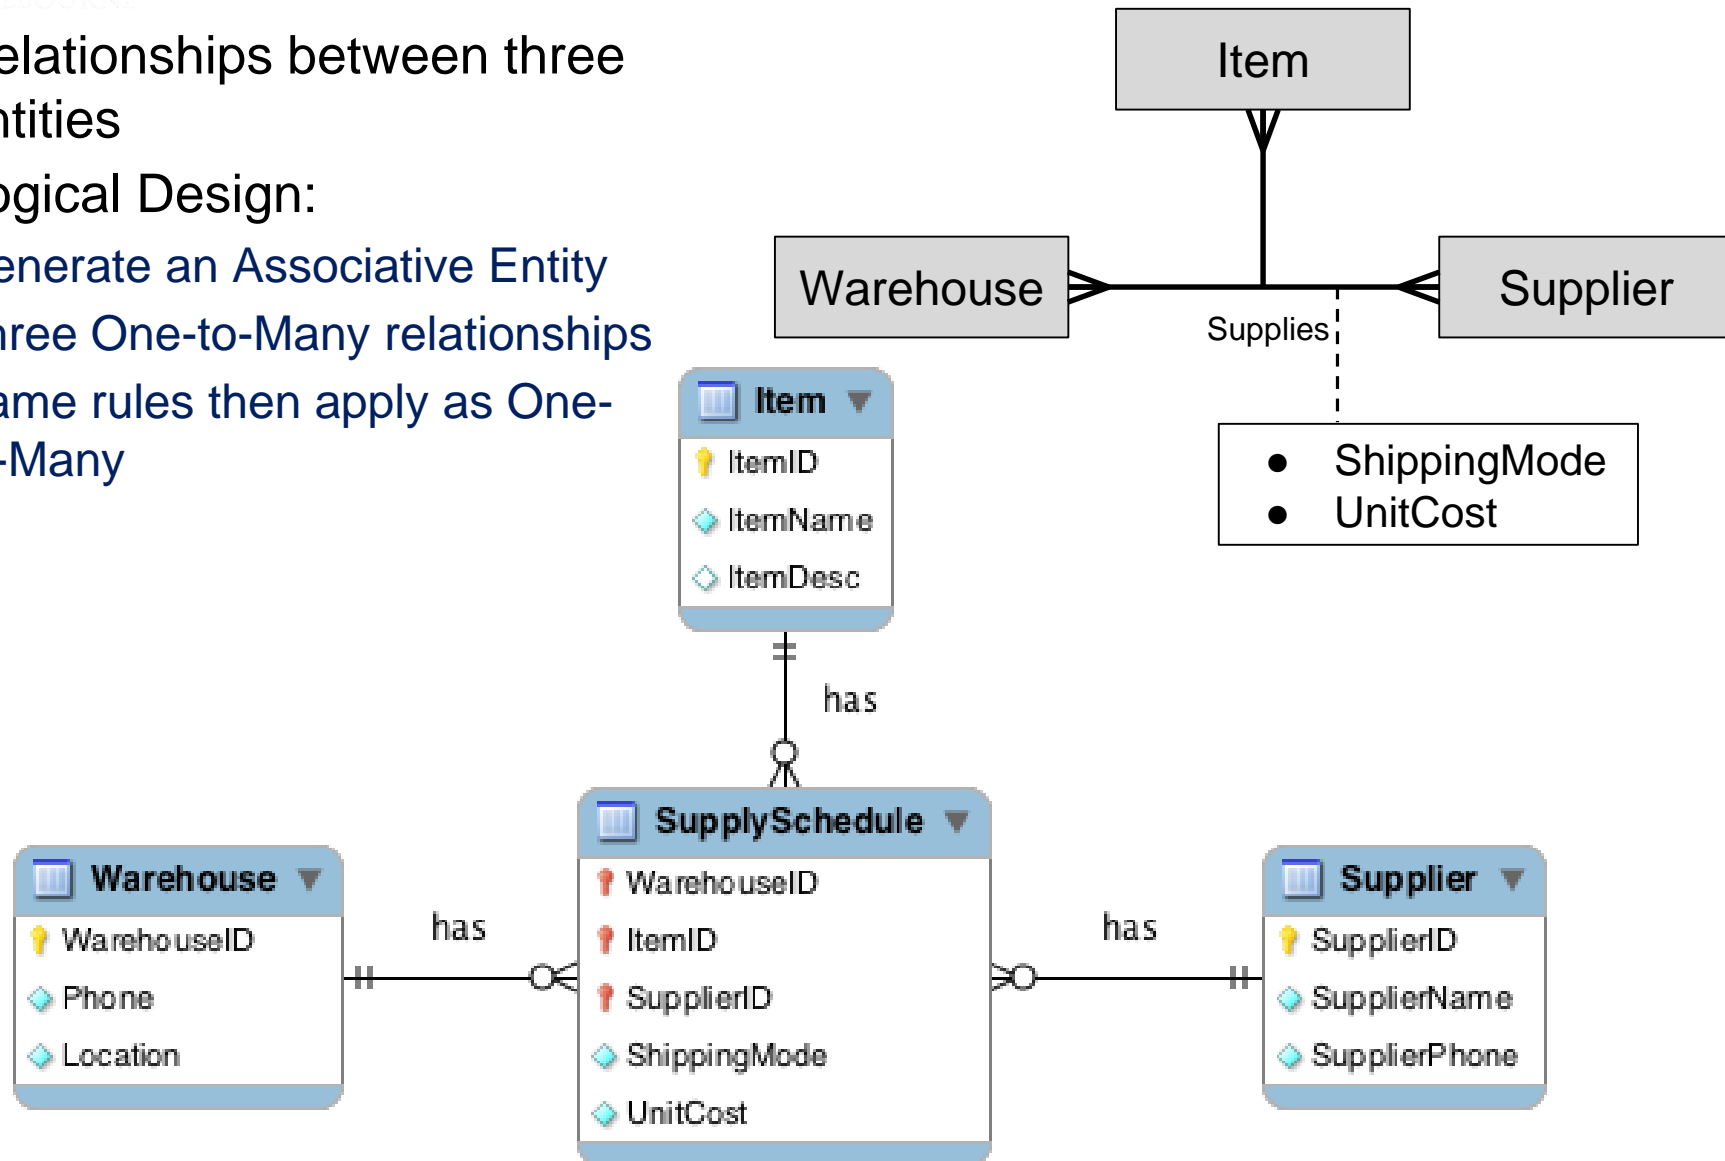 elationships between three
ntities
ogical Design:
enerate an Associative Entity
hree One-to-Many relationships
ame rules then apply as One-
-Many
Item
Warehouse
Supplier
Supplies
● ShippingMode
● UnitCost
Item
ItemID
ItemName
ItemDesc
has
SupplySchedule
WarehouseID
ItemID
SupplierID
ShippingMode
UnitCost
Warehouse
WarehouseID
Phone
Location
has
has
Supplier
SupplierID
SupplierName
SupplierPhone